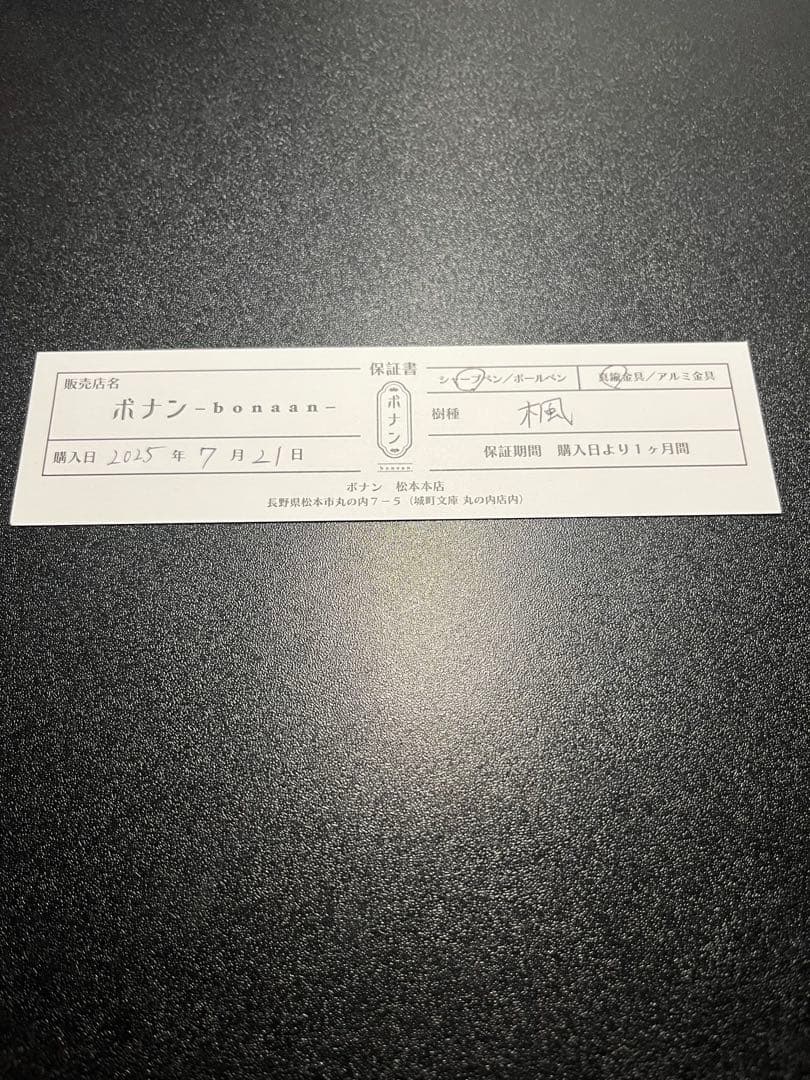 保証書
販売店名
ボナン-bonaan-
購入日 2025 年 7 月 21 日
ボナン
bonaan
シャープペン/ボールペン
真鍮金具/アルミ金具
樹種 楓
保証期間 購入日より1ヶ月間
ボナン 松本本店
長野県松本市丸の内7-5(城町文庫 丸の内店内)